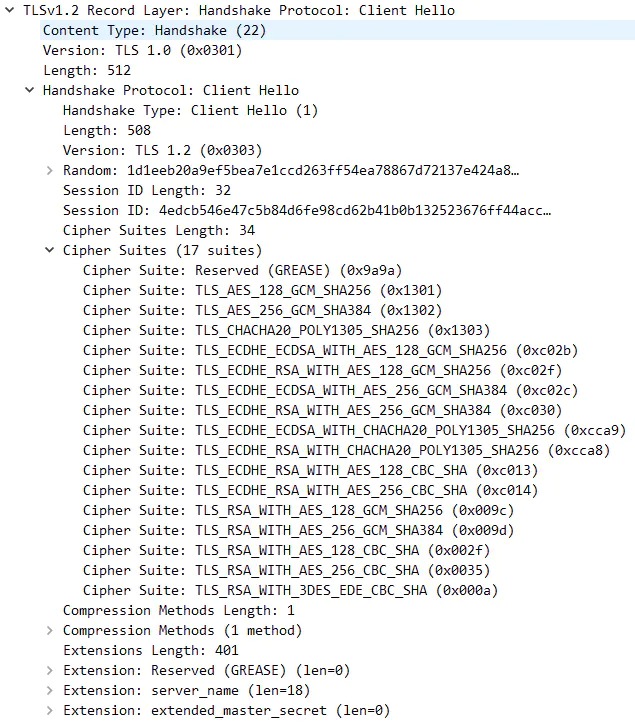 TLSv1.2 Record Layer: Handshake Protocol: Client Hello
Content Type: Handshake (22)
Version: TLS 1.0 (0x0301)
Length: 512
Handshake Protocol: Client Hello
Handshake Type: Client Hello (1)
Length: 508
Version: TLS 1.2 (0x0303)
Random: 1d1eeb20a9ef5bea7e1ccd263ff54ea78867d72137e424a8…
Session ID Length: 32
Session ID: 4edcb546e47c5b84d6fe98cd62b41b0b132523676ff44acc…
Cipher Suites Length: 34
Cipher Suites (17 suites)
Cipher Suite: Reserved (GREASE) (0x9a9a)
Cipher Suite: TLS_AES_128_GCM_SHA256 (0x1301)
Cipher Suite: TLS_AES_256_GCM_SHA384 (0x1302)
Cipher Suite: TLS_CHACHA20_POLY1305_SHA256 (0x1303)
Cipher Suite: TLS_ECDHE_ECDSA_WITH_AES_128_GCM_SHA256 (0xc02b)
Cipher Suite: TLS_ECDHE_RSA_WITH_AES_128_GCM_SHA256 (0xc02f)
Cipher Suite: TLS_ECDHE_ECDSA_WITH_AES_256_GCM_SHA384 (0xc02c)
Cipher Suite: TLS_ECDHE_RSA_WITH_AES_256_GCM_SHA384 (0xc030)
Cipher Suite: TLS_ECDHE_ECDSA_WITH_CHACHA20_POLY1305_SHA256 (0xcca9)
Cipher Suite: TLS_ECDHE_RSA_WITH_CHACHA20_POLY1305_SHA256 (0xcca8)
Cipher Suite: TLS_ECDHE_RSA_WITH_AES_128_CBC_SHA (0xc013)
Cipher Suite: TLS_ECDHE_RSA_WITH_AES_256_CBC_SHA (0xc014)
Cipher Suite: TLS_RSA_WITH_AES_128_GCM_SHA256 (0x009c)
Cipher Suite: TLS_RSA_WITH_AES_256_GCM_SHA384 (0x009d)
Cipher Suite: TLS_RSA_WITH_AES_128_CBC_SHA (0x002f)
Cipher Suite: TLS_RSA_WITH_AES_256_CBC_SHA (0x0035)
Cipher Suite: TLS_RSA_WITH_3DES_EDE_CBC_SHA (0x000a)
Compression Methods Length: 1
Compression Methods (1 method)
Extensions Length: 401
Extension: Reserved (GREASE) (len=0)
Extension: server_name (len=18)
Extension: extended_master_secret (len=0)